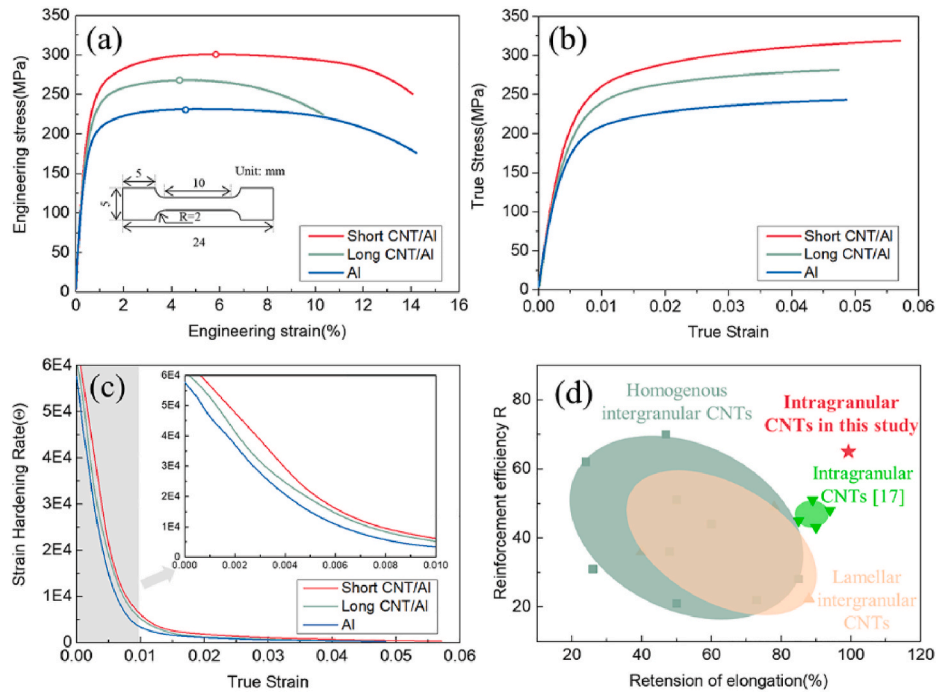 (a)
Engineering stress(MPa)
350
300
250
200
150
100
50
0
Unit: mm
5
10
5
R=2
24
Short CNT/Al
Long CNT/Al
Al
0 2 4 6 8 10 12 14 16
Engineering strain(%)
(b)
True Stress(MPa)
350
300
250
200
150
100
50
0
Short CNT/Al
Long CNT/Al
Al
0.00 0.01 0.02 0.03 0.04 0.05 0.06
True Strain
(c)
Strain Hardening Rate(Θ)
6E4
5E4
4E4
3E4
2E4
1E4
0
6E4
5E4
4E4
3E4
2E4
1E4
0
0.000 0.002 0.004 0.006 0.008 0.010
Short CNT/Al
Long CNT/Al
Al
0.00 0.01 0.02 0.03 0.04 0.05 0.06
True Strain
(d)
Reinforcement efficiency R
80
60
40
20
Homogenous
intergranular CNTs
Intragranular
CNTs in this study
Intragranular
CNTs [17]
Lamellar
intergranular
CNTs
20 40 60 80 100 120
Retension of elongation(%)